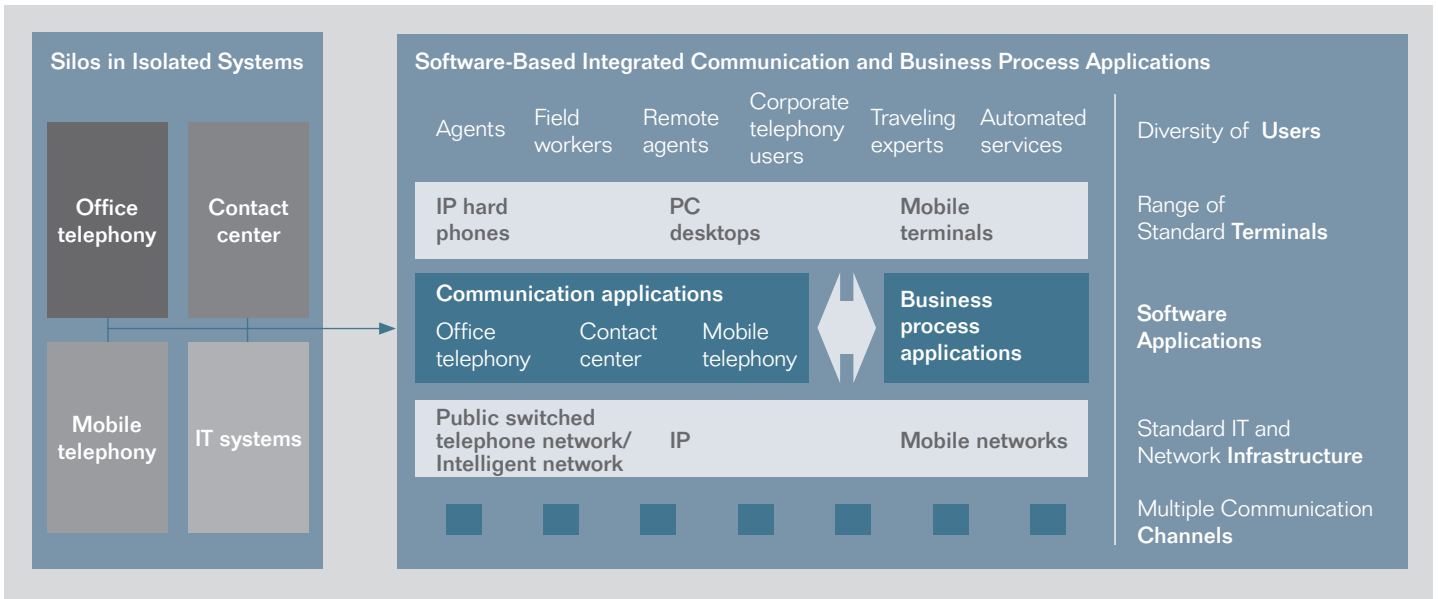 Silos in Isolated Systems
Office
telephony
Contact
center
Mobile
telephony
IT systems
Software-Based Integrated Communication and Business Process Applications
Agents
Field
workers
Remote
agents
Corporate
telephony
users
Traveling
experts
Automated
services
Diversity of Users
IP hard
phones
PC
desktops
Mobile
terminals
Range of
Standard Terminals
Communication applications
Office
telephony
Contact
center
Mobile
telephony
Business
process
applications
Software
Applications
Public switched
telephone network/
Intelligent network
IP
Mobile networks
Standard IT and
Network Infrastructure
Multiple Communication
Channels